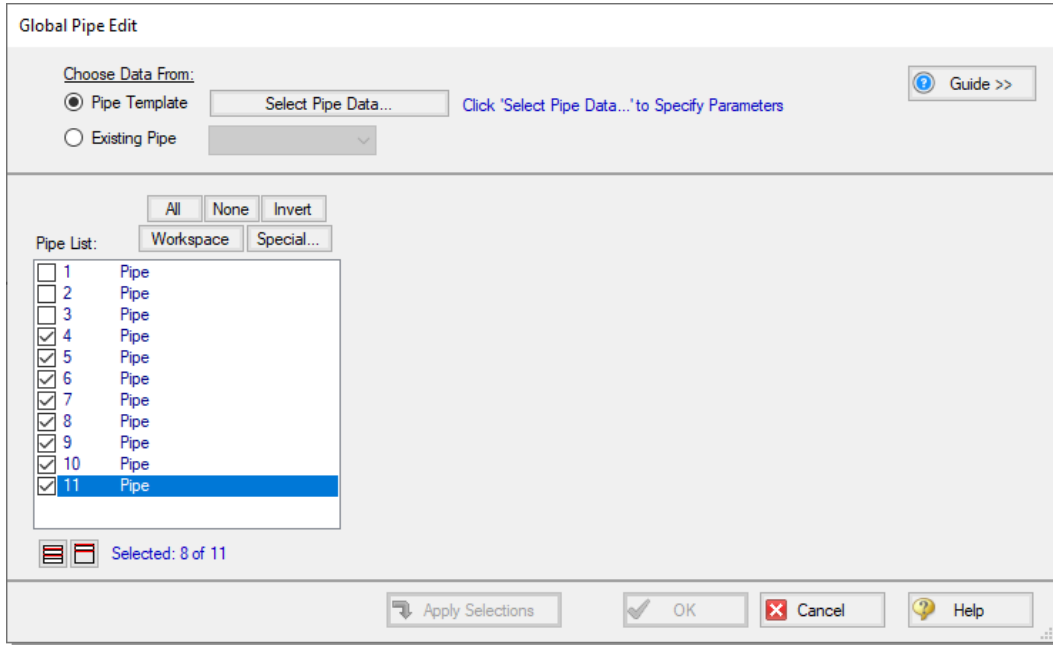 Global Pipe Edit
Choose Data From:
Pipe Template Select Pipe Data... Click 'Select Pipe Data...' to Specify Parameters Guide >>
Existing Pipe
All None Invert
Pipe List: Workspace Special...
1 Pipe
2 Pipe
3 Pipe
4 Pipe
5 Pipe
6 Pipe
7 Pipe
8 Pipe
9 Pipe
10 Pipe
11 Pipe
Selected: 8 of 11
Apply Selections OK Cancel Help